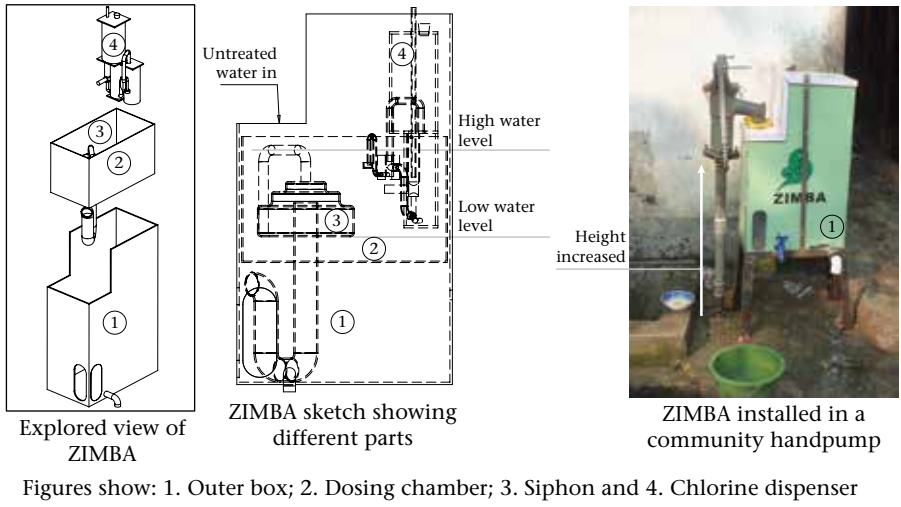 4
3
2
1
Explored view of
ZIMBA
Untreated
water in
4
3
2
1
High water
level
Low water
level
ZIMBA sketch showing
different parts
Height
increased
ZIMBA
1
ZIMBA installed in a
community handpump
Figures show: 1. Outer box; 2. Dosing chamber; 3. Siphon and 4. Chlorine dispenser